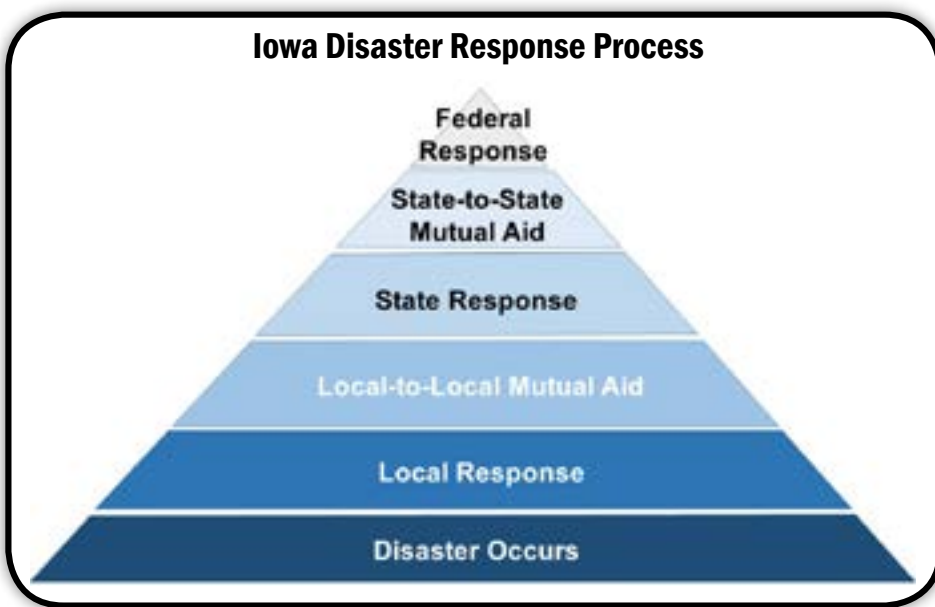 Iowa Disaster Response Process
Federal
Response
State-to-State
Mutual Aid
State Response
Local-to-Local Mutual Aid
Local Response
Disaster Occurs